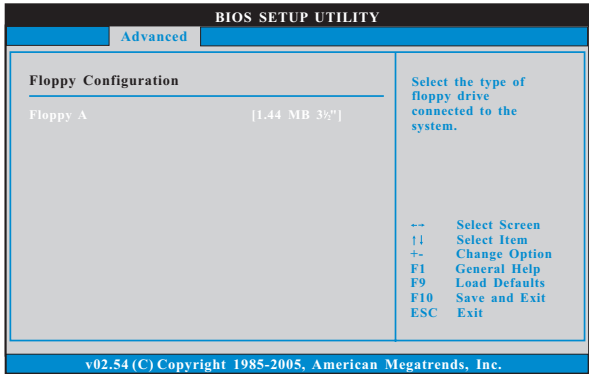 BIOS SETUP UTILITY
Advanced
Floppy Configuration
Floppy A [1.44 MB 3½"]
Select the type of
floppy drive
connected to the
system.
←→ Select Screen
↑↓ Select Item
+- Change Option
F1 General Help
F9 Load Defaults
F10 Save and Exit
ESC Exit
v02.54 (C) Copyright 1985-2005, American Megatrends, Inc.